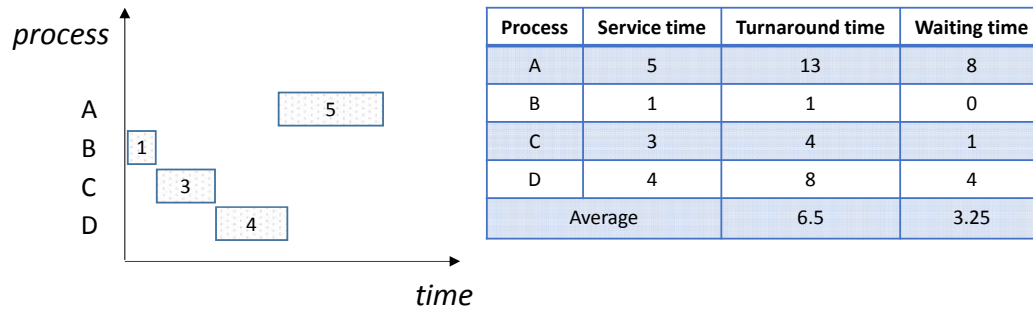 process
A
5
B
1
C
3
D
4
time
Process Service time Turnaround time Waiting time
A 5 13 8
B 1 1 0
C 3 4 1
D 4 8 4
Average 6.5 3.25